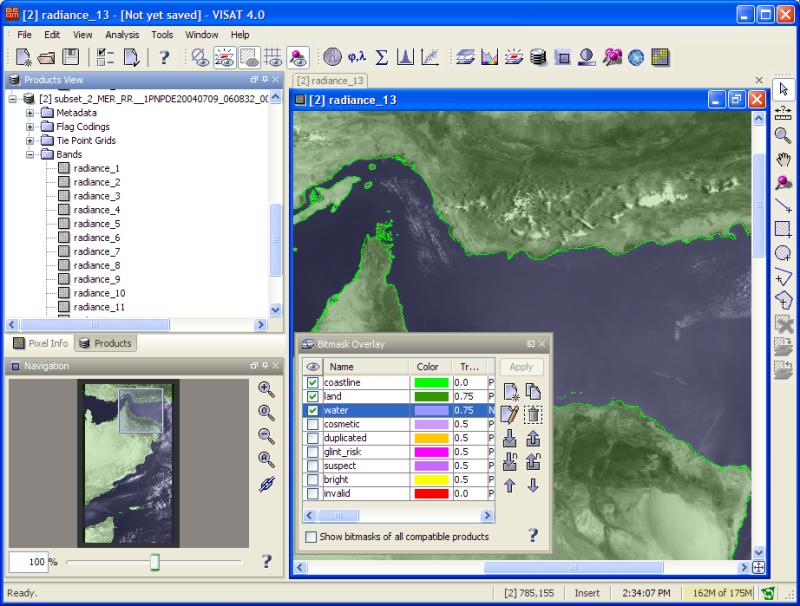 [2] radiance_13 - [Not yet saved] - VISAT 4.0
File Edit View Analysis Tools Window Help
φ,λ Σ
Products View
[2] radiance_13
[2] subset_2_MER_RR__1PNPDE20040709_060832_00
Metadata
Flag Codings
Tie Point Grids
Bands
radiance_1
radiance_2
radiance_3
radiance_4
radiance_5
radiance_6
radiance_7
radiance_8
radiance_9
radiance_10
radiance_11
Pixel Info Products
Navigation
100 %
[2] radiance_13
Bitmask Overlay
Name Color Tr...
coastline 0.0 P
land 0.75 P
water 0.75 N
cosmetic 0.5 P
duplicated 0.5 P
glint_risk 0.5 P
suspect 0.5 P
bright 0.5 P
invalid 0.0 P
Apply
Show bitmasks of all compatible products
Ready.
[2] 785,155 Insert 2:34:07 PM 162M of 175M